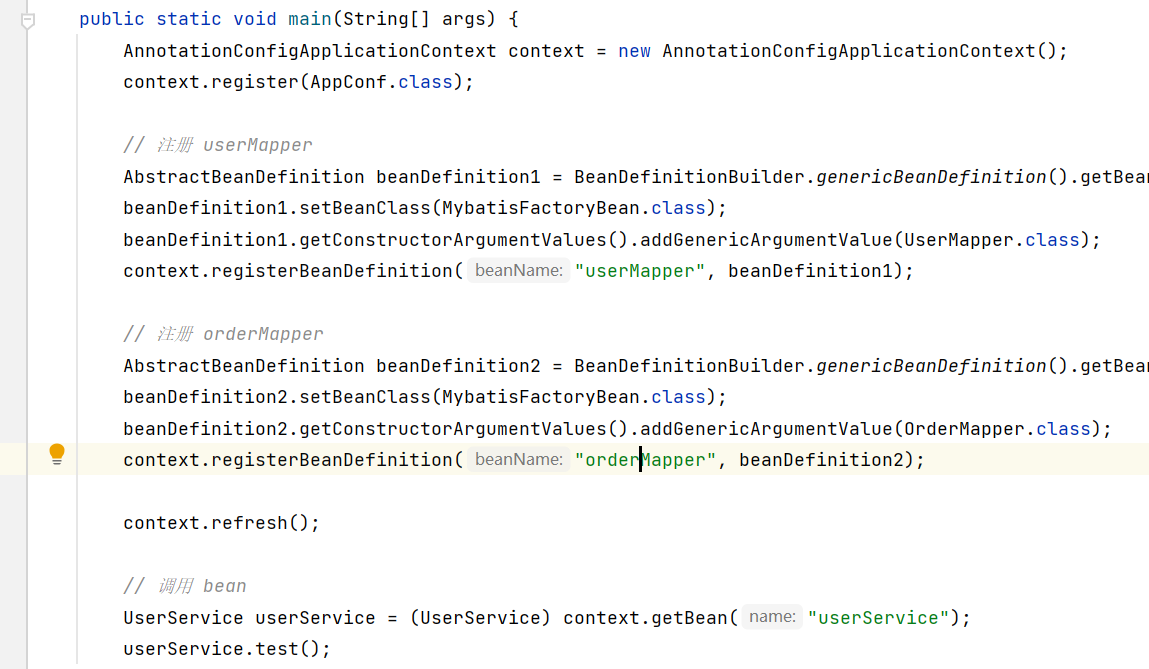 public static void main(String[] args) {
AnnotationConfigApplicationContext context = new AnnotationConfigApplicationContext();
context.register(AppConf.class);
// 注册 userMapper
AbstractBeanDefinition beanDefinition1 = BeanDefinitionBuilder.genericBeanDefinition().getBean
beanDefinition1.setBeanClass(MybatisFactoryBean.class);
beanDefinition1.getConstructorArgumentValues().addGenericArgumentValue(UserMapper.class);
context.registerBeanDefinition( beanName: "userMapper", beanDefinition1);
// 注册 orderMapper
AbstractBeanDefinition beanDefinition2 = BeanDefinitionBuilder.genericBeanDefinition().getBean
beanDefinition2.setBeanClass(MybatisFactoryBean.class);
beanDefinition2.getConstructorArgumentValues().addGenericArgumentValue(OrderMapper.class);
context.registerBeanDefinition( beanName: "orderMapper", beanDefinition2);
context.refresh();
// 调用 bean
UserService userService = (UserService) context.getBean( name: "userService");
userService.test();